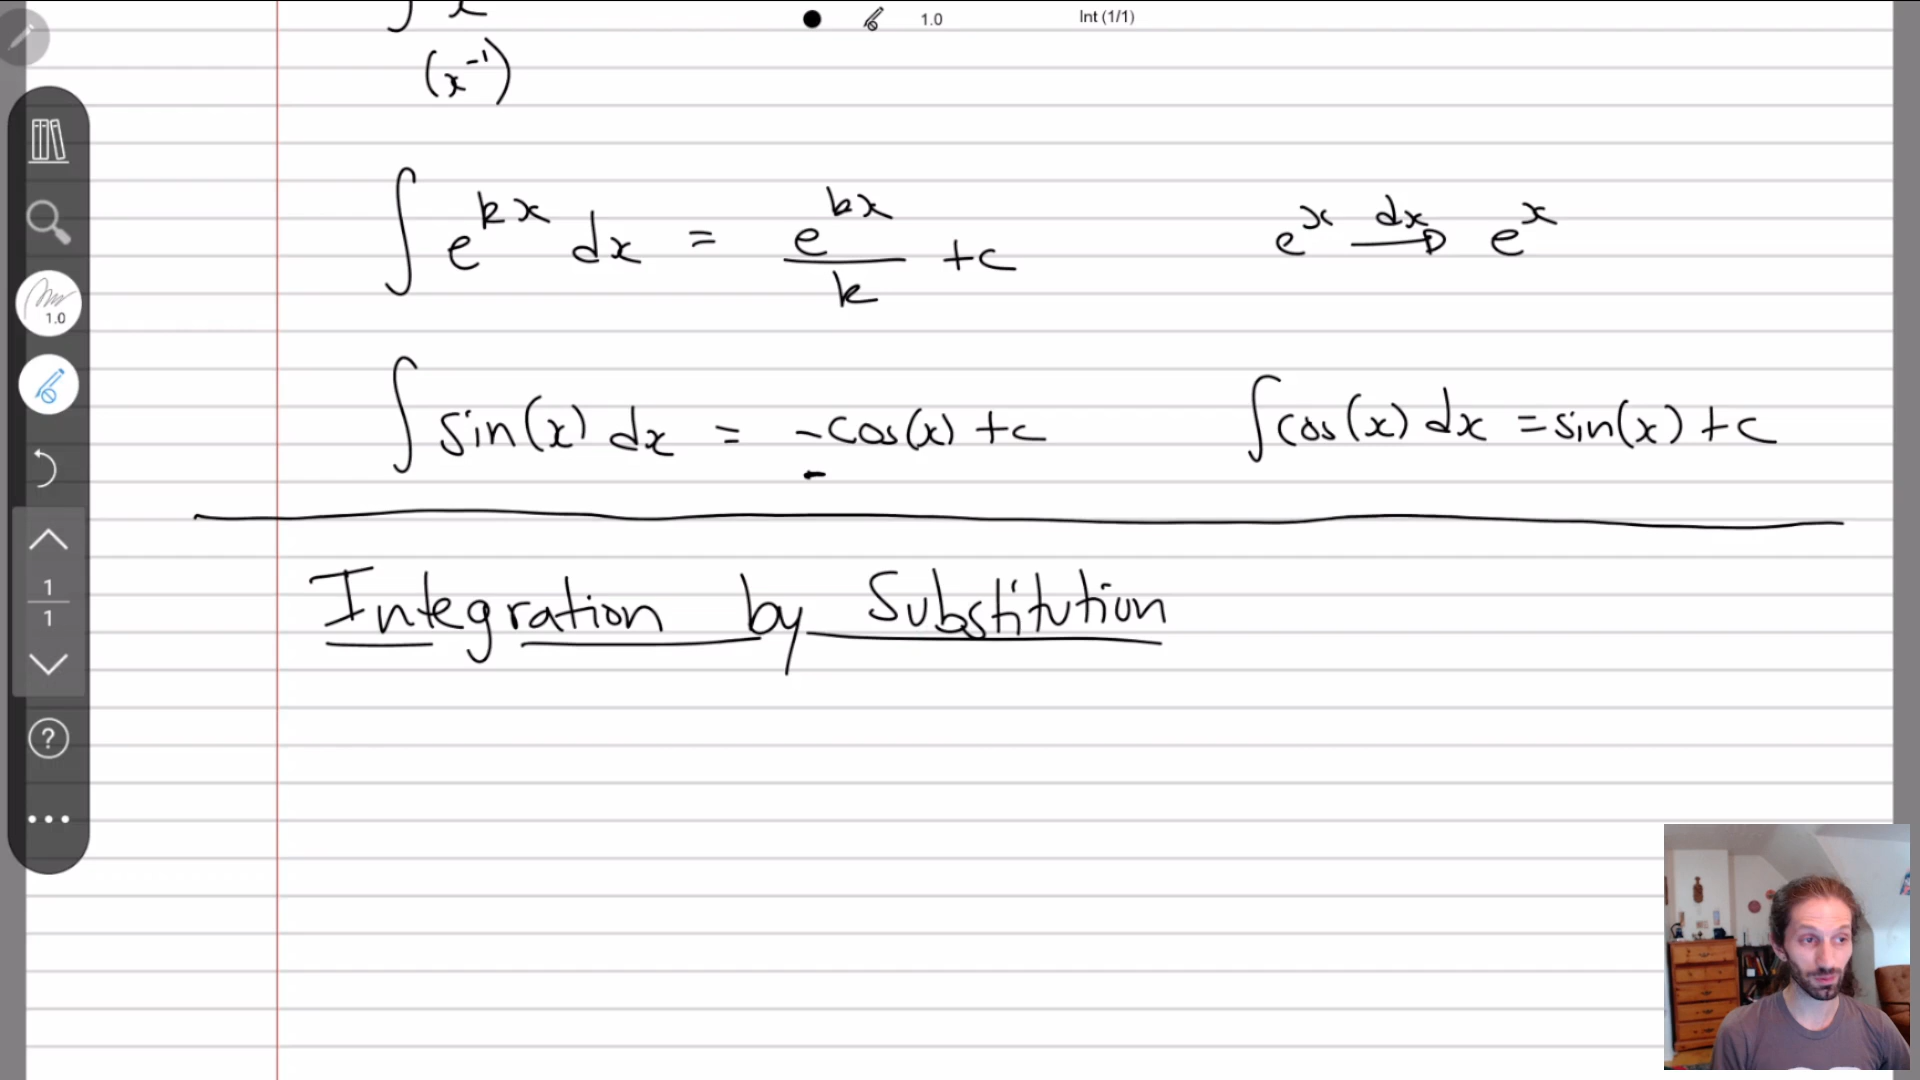 1.0 Int (1/1)
(x⁻¹)
∫ e^{kx} dx = e^{kx}/k + c
e^x —dx→ e^x
1.0
∫ sin(x) dx = -cos(x) + c
∫ cos(x) dx = sin(x) + c
Integration by Substitution
1
1
?